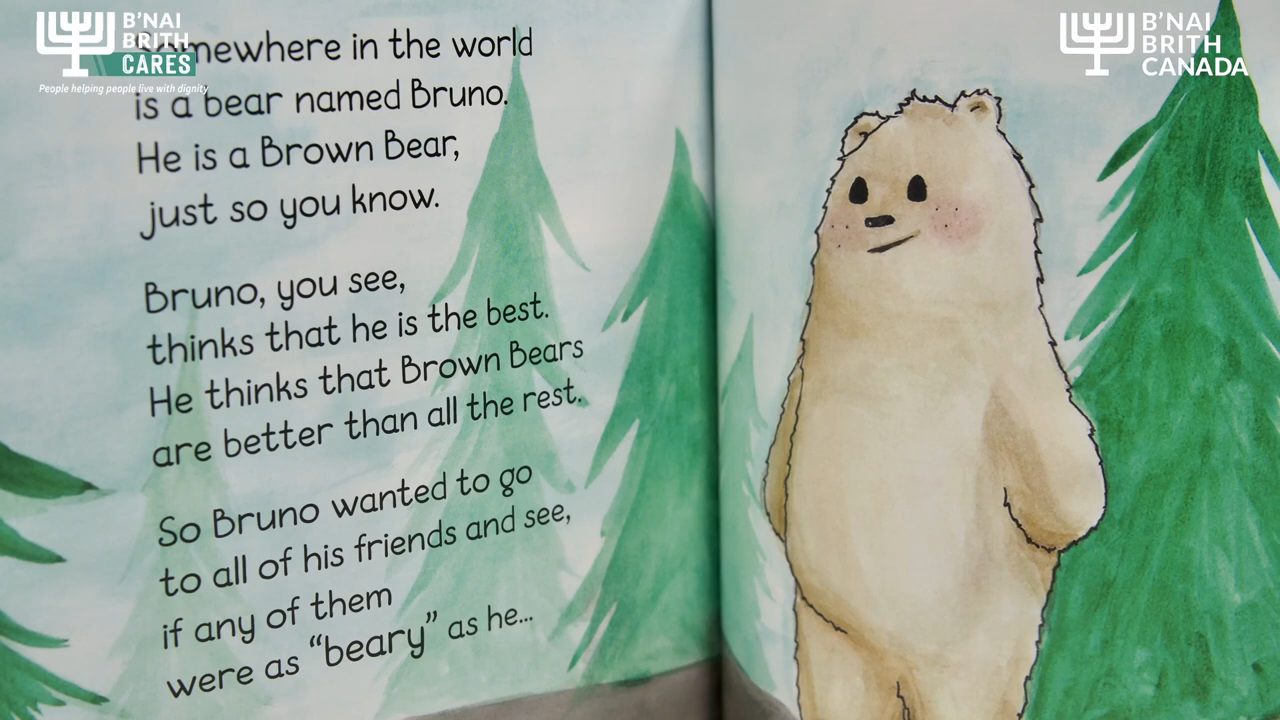 B'NAI
BRITH
CARES
People helping people live with dignity
B'NAI
BRITH
CANADA
Somewhere in the world
is a bear named Bruno.
He is a Brown Bear,
just so you know.
Bruno, you see,
thinks that he is the best.
He thinks that Brown Bears
are better than all the rest.
So Bruno wanted to go
to all of his friends and see,
if any of them
were as “beary” as he...